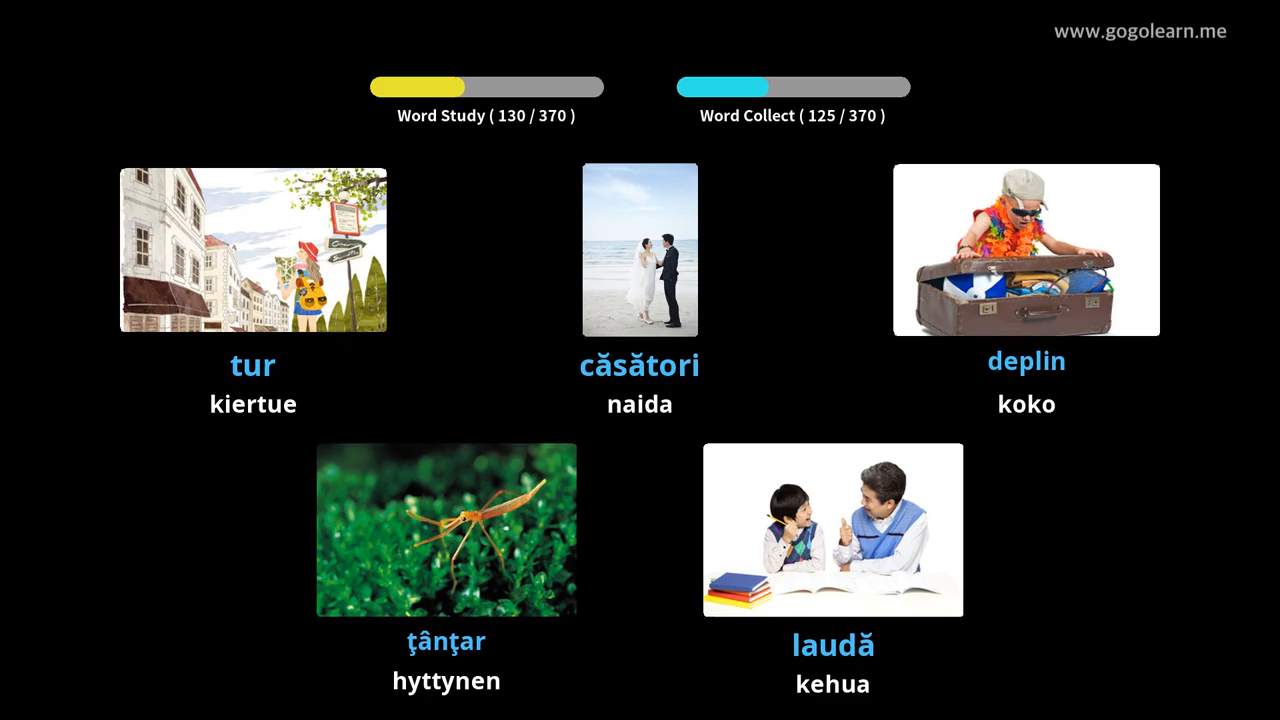 www.gogolearn.me
Word Study ( 130 / 370 )
Word Collect ( 125 / 370 )
tur
căsători
deplin
kiertue
naida
koko
ţânţar
laudă
hyttynen
kehua